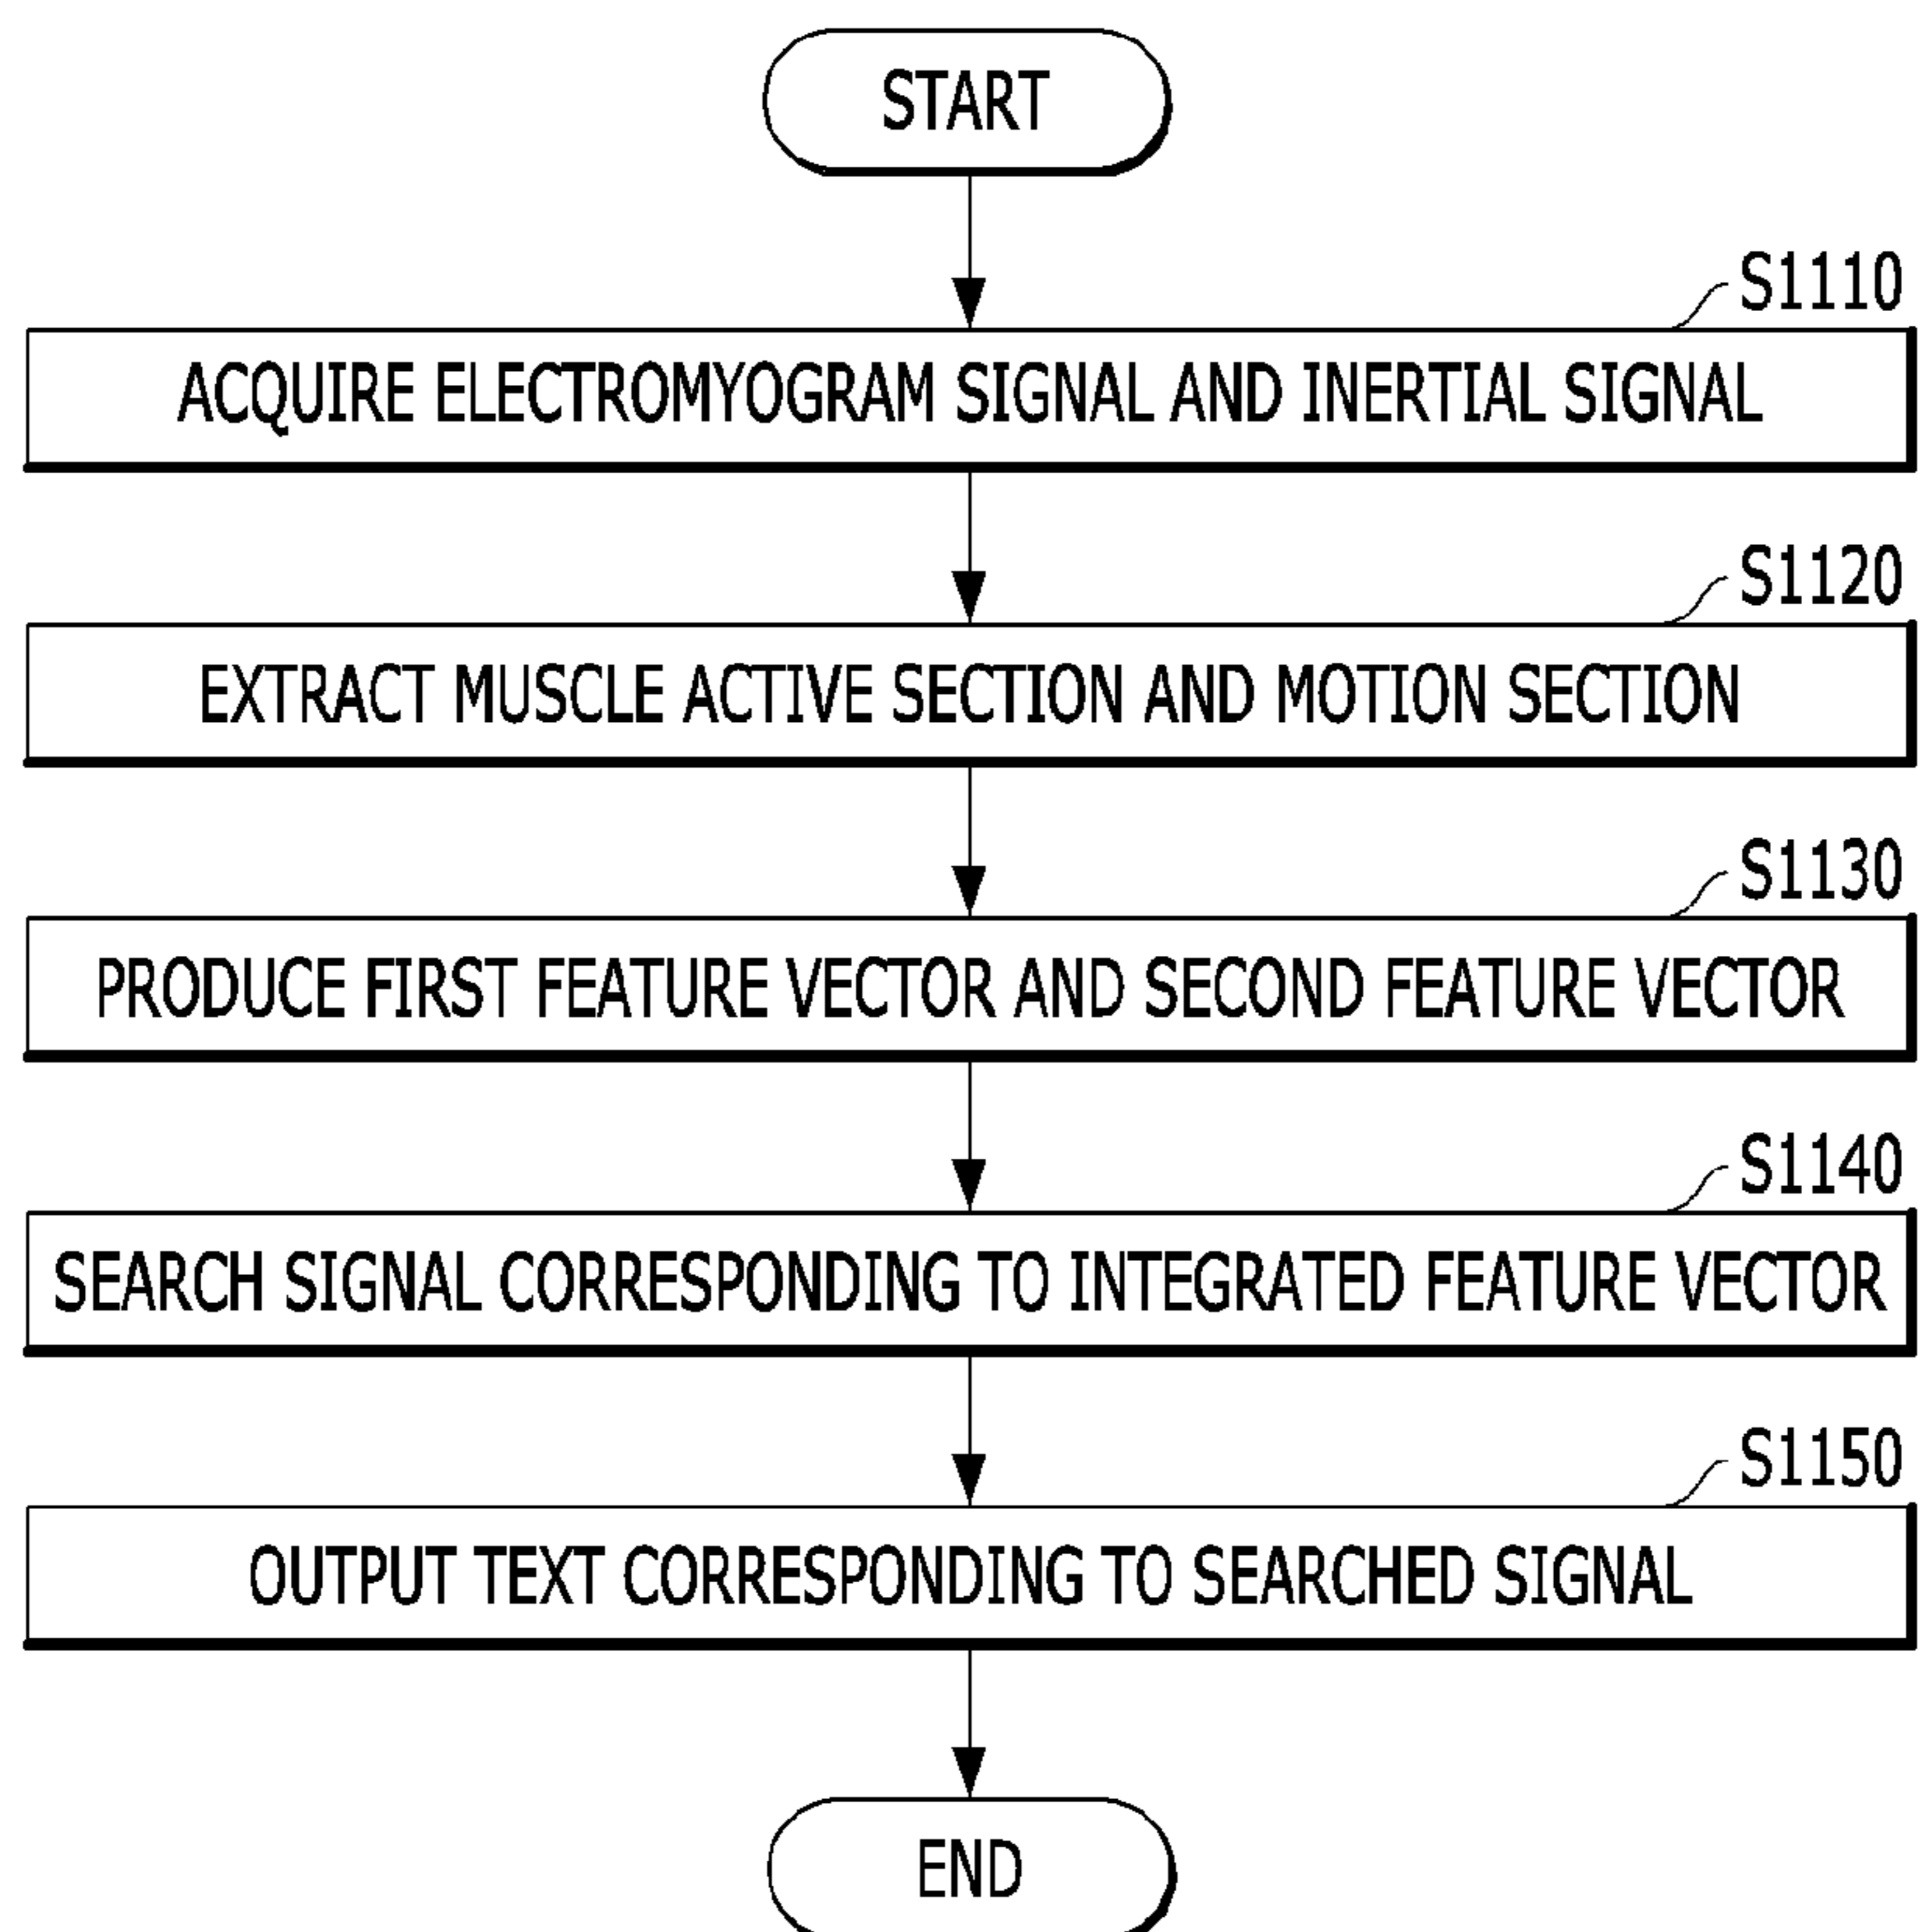 START
S1110
ACQUIRE ELECTROMYOGRAM SIGNAL AND INERTIAL SIGNAL
S1120
EXTRACT MUSCLE ACTIVE SECTION AND MOTION SECTION
S1130
PRODUCE FIRST FEATURE VECTOR AND SECOND FEATURE VECTOR
S1140
SEARCH SIGNAL CORRESPONDING TO INTEGRATED FEATURE VECTOR
S1150
OUTPUT TEXT CORRESPONDING TO SEARCHED SIGNAL
END